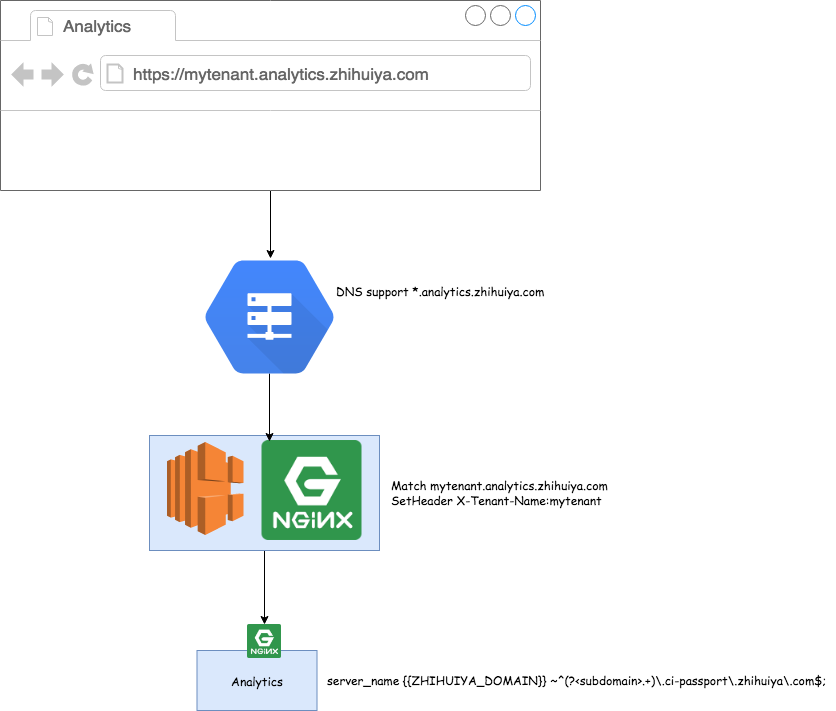 Analytics
https://mytenant.analytics.zhihuiya.com
DNS support *.analytics.zhihuiya.com
NGiNX
Match mytenant.analytics.zhihuiya.com
SetHeader X-Tenant-Name:mytenant
NGiNX
Analytics
server_name {{ZHIHUIYA_DOMAIN}} ~^(?<subdomain>.+)\.ci-passport\.zhihuiya\.com$;